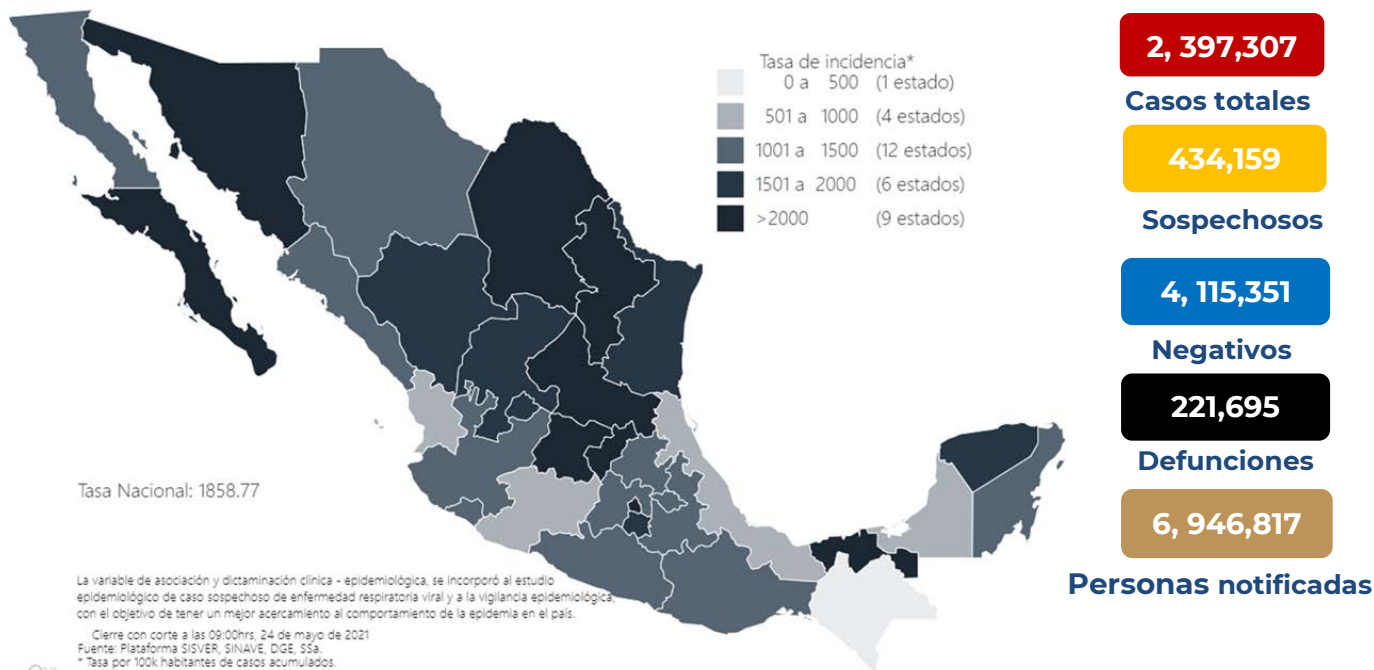 Tasa de incidencia*
0 a 500 (1 estado)
501 a 1000 (4 estados)
1001 a 1500 (12 estados)
1501 a 2000 (6 estados)
>2000 (9 estados)
2, 397,307
Casos totales
434,159
Sospechosos
4, 115,351
Negativos
221,695
Defunciones
6, 946,817
Personas notificadas
Tasa Nacional: 1858.77
La variable de asociación y dictaminación clínica - epidemiológica, se incorporó al estudio
epidemiológico de caso sospechoso de enfermedad respiratoria viral y a la vigilancia epidemiológica,
con el objetivo de tener un mejor acercamiento al comportamiento de la epidemia en el país.
Cierre con corte a las 09:00hrs, 24 de mayo de 2021
Fuente: Plataforma SISVER, SINAVE, DGE, SSa.
* Tasa por 100k habitantes de casos acumulados.